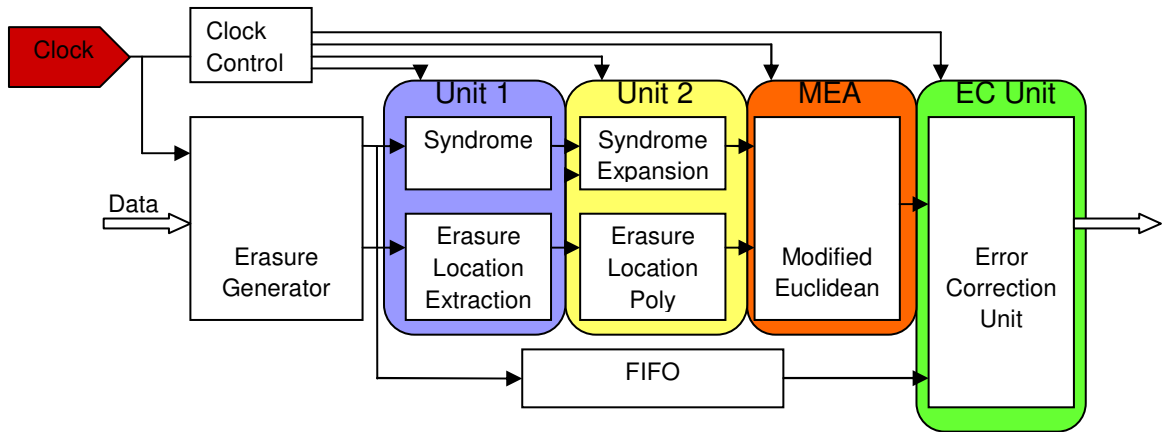 Clock
Clock
Control
Unit 1
Unit 2
MEA
EC Unit
Syndrome
Syndrome
Expansion
Data
Erasure
Generator
Erasure
Location
Extraction
Erasure
Location
Poly
Modified
Euclidean
Error
Correction
Unit
FIFO